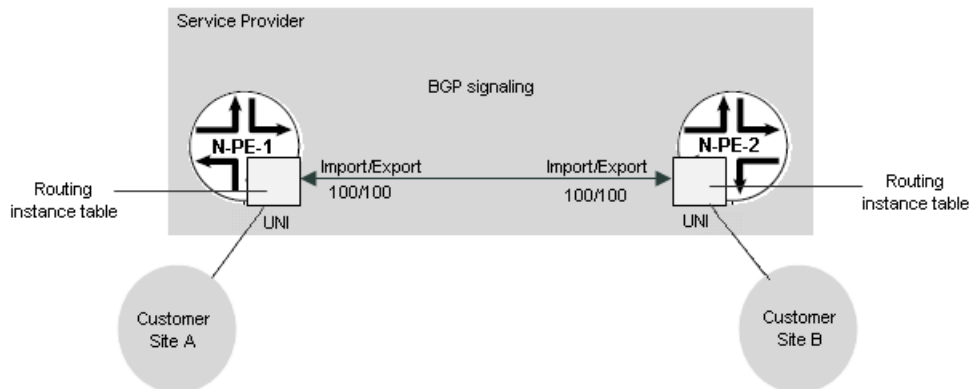 Service Provider
BGP signaling
N-PE-1
N-PE-2
Import/Export
100/100
Import/Export
100/100
Routing
instance table
Routing
instance table
UNI
UNI
Customer
Site A
Customer
Site B